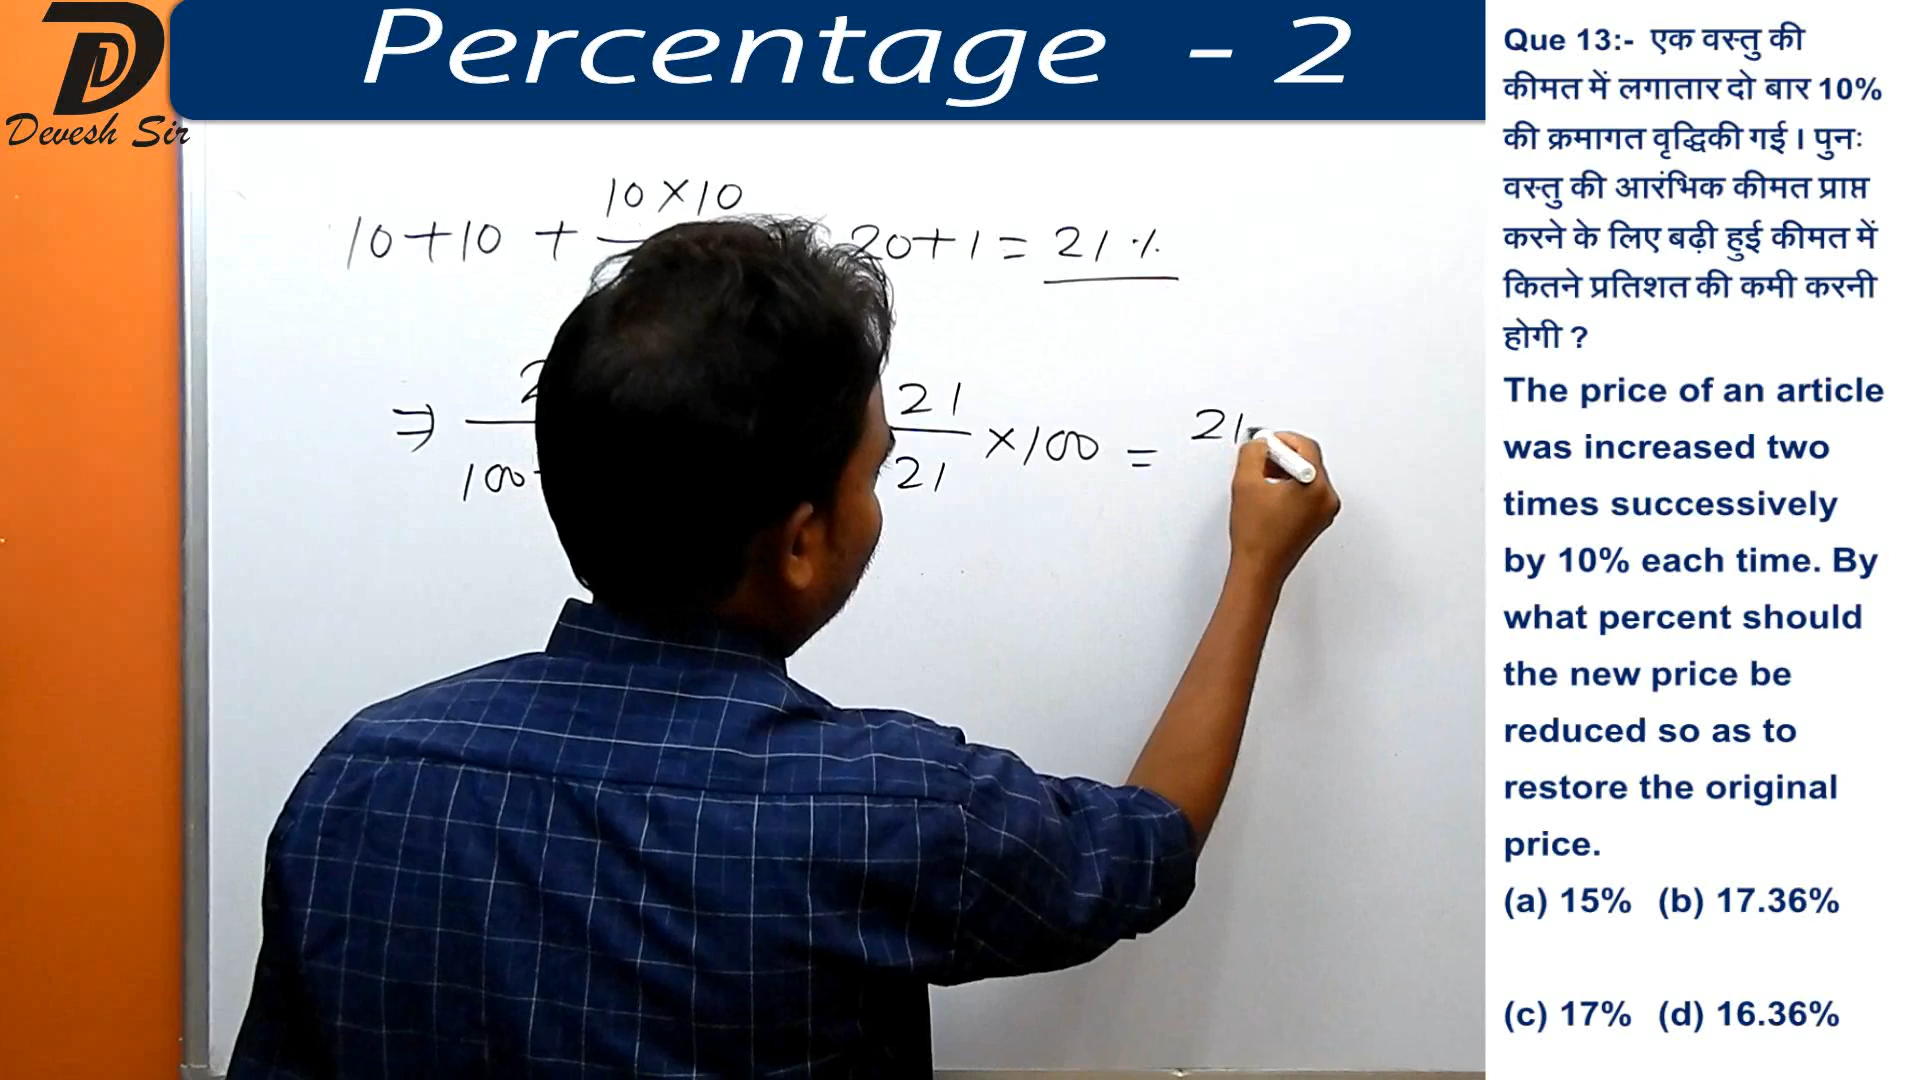 Devesh Sir
Percentage - 2
10 × 10
10 + 10 + 20 + 1 = 21 %
21
⇒ × 100 = 21
100 21
Que 13:- एक वस्तु की
कीमत में लगातार दो बार 10%
की क्रमागत वृद्धिकी गई । पुनः
वस्तु की आरंभिक कीमत प्राप्त
करने के लिए बढ़ी हुई कीमत में
कितने प्रतिशत की कमी करनी
होगी ?
The price of an article
was increased two
times successively
by 10% each time. By
what percent should
the new price be
reduced so as to
restore the original
price.
(a) 15% (b) 17.36%
(c) 17% (d) 16.36%